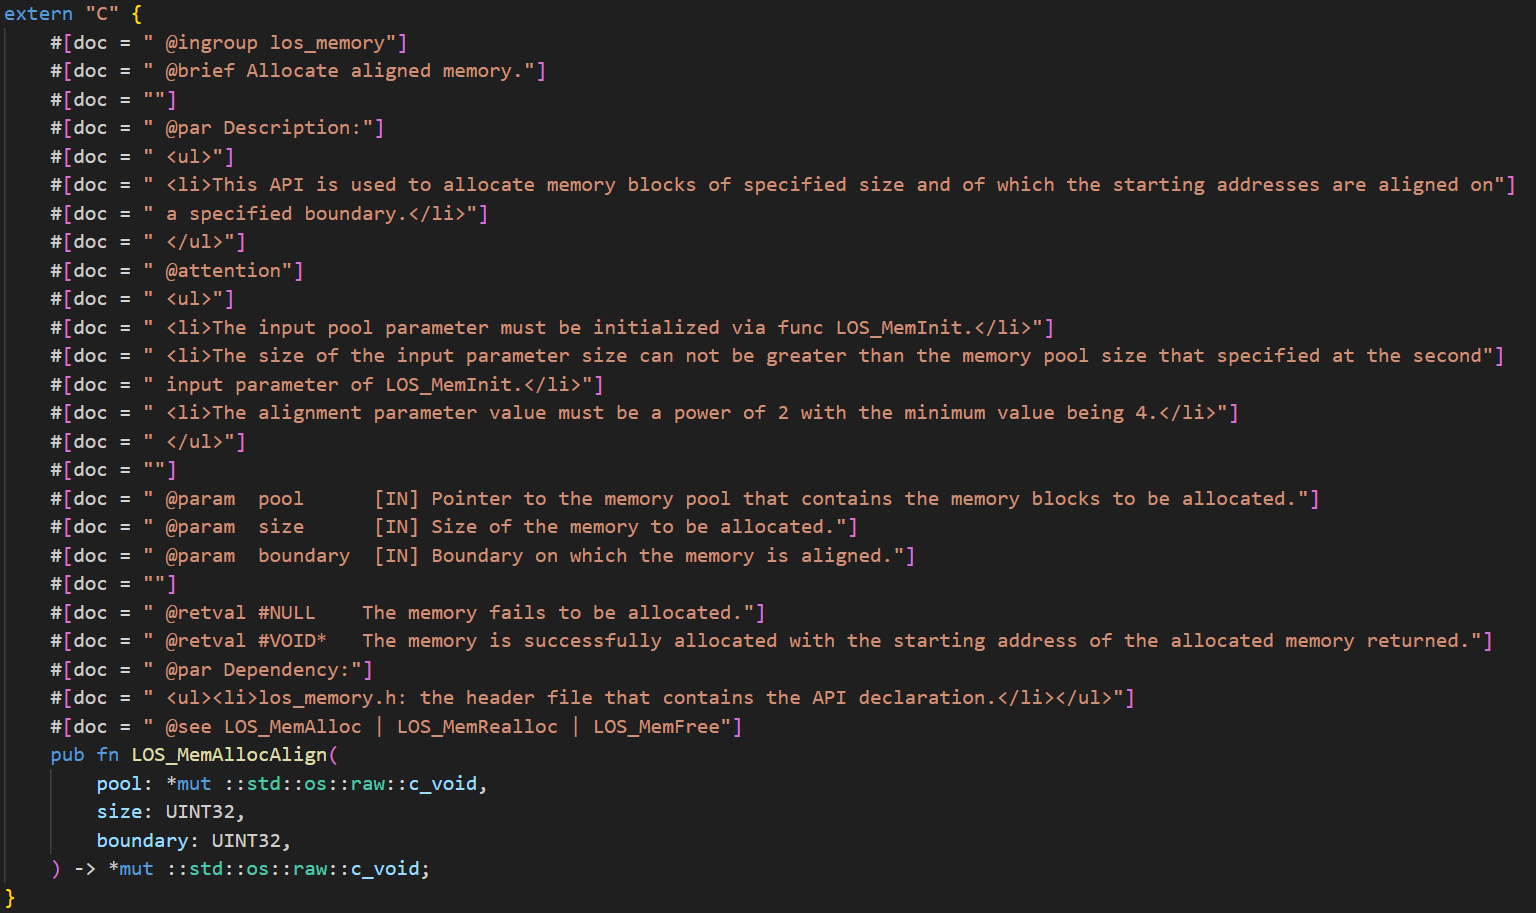 extern "C" {
    #[doc = " @ingroup los_memory"]
    #[doc = " @brief Allocate aligned memory."]
    #[doc = ""]
    #[doc = " @par Description:"]
    #[doc = " <ul>"]
    #[doc = " <li>This API is used to allocate memory blocks of specified size and of which the starting addresses are aligned on"]
    #[doc = " a specified boundary.</li>"]
    #[doc = " </ul>"]
    #[doc = " @attention"]
    #[doc = " <ul>"]
    #[doc = " <li>The input pool parameter must be initialized via func LOS_MemInit.</li>"]
    #[doc = " <li>The size of the input parameter size can not be greater than the memory pool size that specified at the second"]
    #[doc = " input parameter of LOS_MemInit.</li>"]
    #[doc = " <li>The alignment parameter value must be a power of 2 with the minimum value being 4.</li>"]
    #[doc = " </ul>"]
    #[doc = ""]
    #[doc = " @param  pool      [IN] Pointer to the memory pool that contains the memory blocks to be allocated."]
    #[doc = " @param  size      [IN] Size of the memory to be allocated."]
    #[doc = " @param  boundary  [IN] Boundary on which the memory is aligned."]
    #[doc = ""]
    #[doc = " @retval #NULL    The memory fails to be allocated."]
    #[doc = " @retval #VOID*   The memory is successfully allocated with the starting address of the allocated memory returned."]
    #[doc = " @par Dependency:"]
    #[doc = " <ul><li>los_memory.h: the header file that contains the API declaration.</li></ul>"]
    #[doc = " @see LOS_MemAlloc | LOS_MemRealloc | LOS_MemFree"]
    pub fn LOS_MemAllocAlign(
        pool: *mut ::std::os::raw::c_void,
        size: UINT32,
        boundary: UINT32,
    ) -> *mut ::std::os::raw::c_void;
}